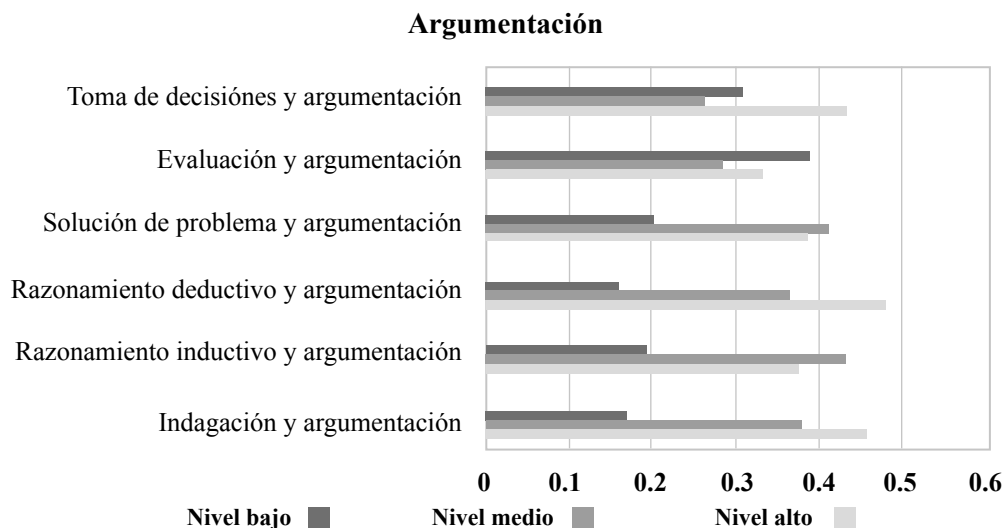 Argumentación
Toma de decisiónes y argumentación
Evaluación y argumentación
Solución de problema y argumentación
Razonamiento deductivo y argumentación
Razonamiento inductivo y argumentación
Indagación y argumentación
0 0.1 0.2 0.3 0.4 0.5 0.6
Nivel bajo Nivel medio Nivel alto